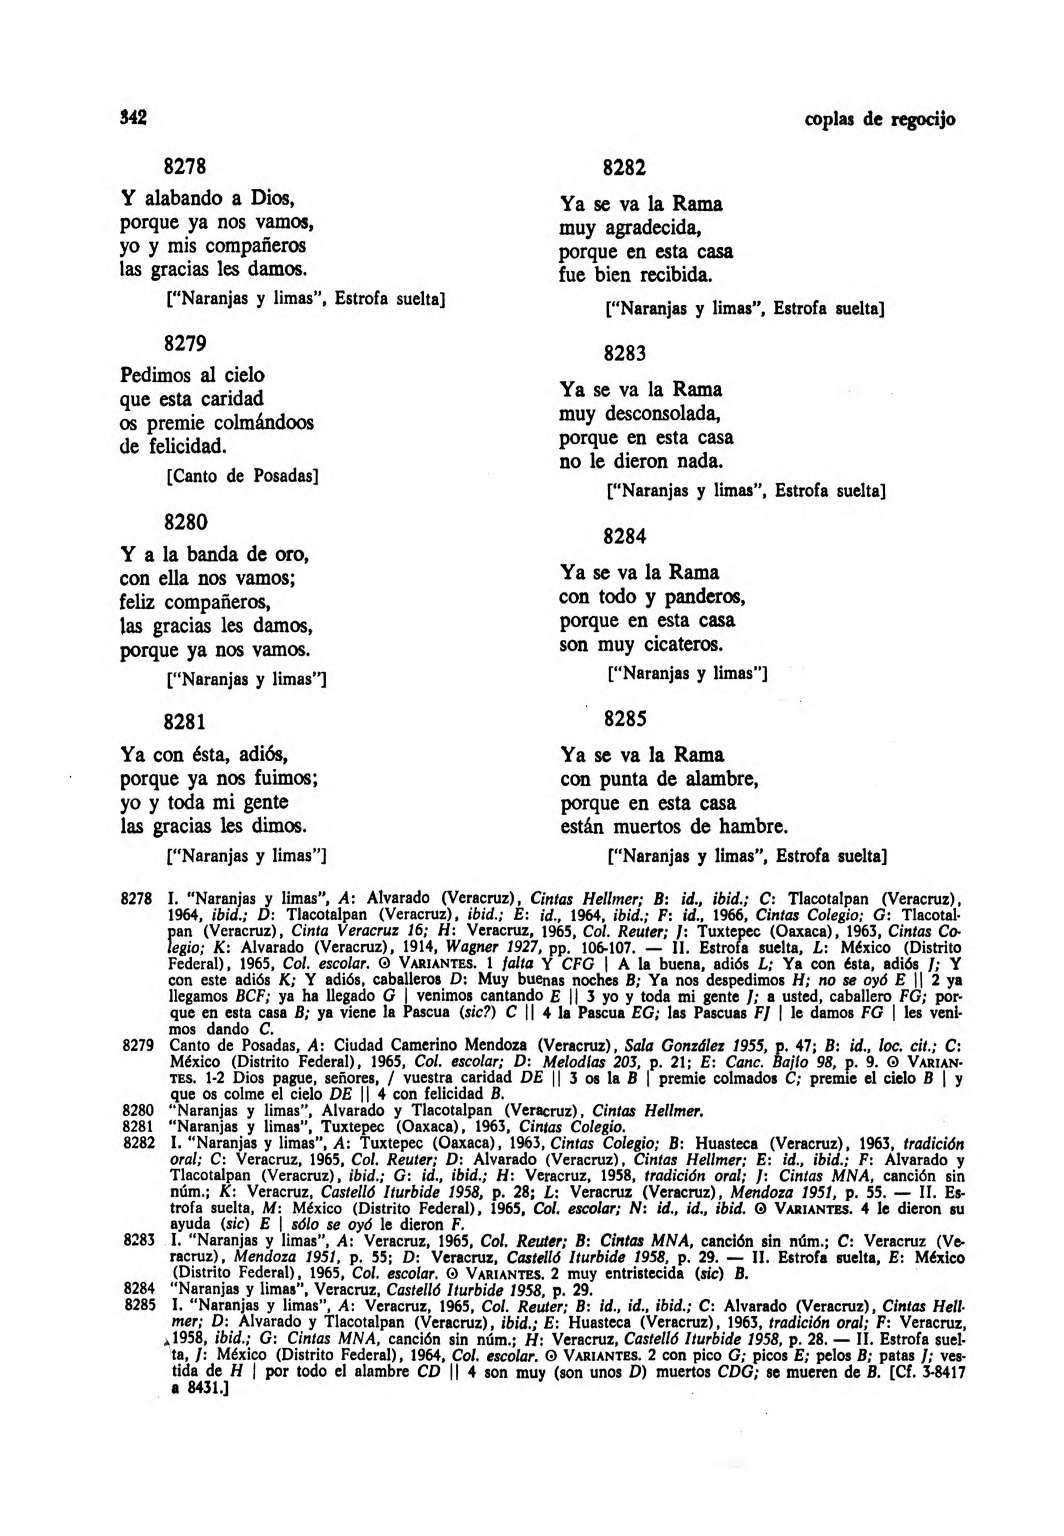 342
coplas de regocijo
8278
Y alabando a Dios,
porque ya nos vamos,
yo y mis compañeros
las gracias les damos.
["Naranjas y limas", Estrofa suelta]
8279
Pedimos al cielo
que esta caridad
os premie colmándoos
de felicidad.
[Canto de Posadas]
8280
Y a la banda de oro,
con ella nos vamos;
feliz compañeros,
las gracias les damos,
porque ya nos vamos.
["Naranjas y limas"]
8281
Ya con ésta, adiós,
porque ya nos fuimos;
yo y toda mi gente
las gracias les dimos.
["Naranjas y limas"]
8282
Ya se va la Rama
muy agradecida,
porque en esta casa
fue bien recibida.
["Naranjas y limas", Estrofa suelta]
8283
Ya se va la Rama
muy desconsolada,
porque en esta casa
no le dieron nada.
["Naranjas y limas", Estrofa suelta]
8284
Ya se va la Rama
con todo y panderos,
porque en esta casa
son muy cicateros.
["Naranjas y limas"]
8285
Ya se va la Rama
con punta de alambre,
porque en esta casa
están muertos de hambre.
["Naranjas y limas", Estrofa suelta]
8278 I. "Naranjas y limas", A: Alvarado (Veracruz), Cintas Hellmer; B: id., ibid.; C: Tlacotalpan (Veracruz),
1964, ibid.; D: Tlacotalpan (Veracruz), ibid.; E: id., 1964, ibid.; F: id., 1966, Cintas Colegio; G: Tlacotal-
pan (Veracruz), Cinta Veracruz 16; H: Veracruz, 1965, Col. Reuter; J: Tuxtepec (Oaxaca), 1963, Cintas Co-
legio; K: Alvarado (Veracruz), 1914, Wagner 1927, pp. 106-107. — II. Estrofa suelta, L: México (Distrito
Federal), 1965, Col. escolar. ⊙ VARIANTES. 1 falta Y CFG | A la buena, adiós L; Ya con ésta, adiós J; Y
con este adiós K; Y adiós, caballeros D: Muy buenas noches B; Ya nos despedimos H; no se oyó E || 2 ya
llegamos BCF; ya ha llegado G | venimos cantando E || 3 yo y toda mi gente J; a usted, caballero FG; por-
que en esta casa B; ya viene la Pascua (sic?) C || 4 la Pascua EG; las Pascuas FJ | le damos FG | les veni-
mos dando C.
8279 Canto de Posadas, A: Ciudad Camerino Mendoza (Veracruz), Sala González 1955, p. 47; B: id., loc. cit.; C:
México (Distrito Federal), 1965, Col. escolar; D: Melodías 203, p. 21; E: Canc. Bajío 98, p. 9. ⊙ VARIAN-
TES. 1-2 Dios pague, señores, / vuestra caridad DE || 3 os la B | premie colmados C; premie el cielo B | y
que os colme el cielo DE || 4 con felicidad B.
8280 "Naranjas y limas", Alvarado y Tlacotalpan (Veracruz), Cintas Hellmer.
8281 "Naranjas y limas", Tuxtepec (Oaxaca), 1963, Cintas Colegio.
8282 I. "Naranjas y limas", A: Tuxtepec (Oaxaca), 1963, Cintas Colegio; B: Huasteca (Veracruz), 1963, tradición
oral; C: Veracruz, 1965, Col. Reuter; D: Alvarado (Veracruz), Cintas Hellmer; E: id., ibid.; F: Alvarado y
Tlacotalpan (Veracruz), ibid.; G: id., ibid.; H: Veracruz, 1958, tradición oral; J: Cintas MNA, canción sin
núm.; K: Veracruz, Castelló Iturbide 1958, p. 28; L: Veracruz (Veracruz), Mendoza 1951, p. 55. — II. Es-
trofa suelta, M: México (Distrito Federal), 1965, Col. escolar; N: id., id., ibid. ⊙ VARIANTES. 4 le dieron su
ayuda (sic) E | sólo se oyó le dieron F.
8283 I. "Naranjas y limas", A: Veracruz, 1965, Col. Reuter; B: Cintas MNA, canción sin núm.; C: Veracruz (Ve-
racruz), Mendoza 1951, p. 55; D: Veracruz, Castelló Iturbide 1958, p. 29. — II. Estrofa suelta, E: México
(Distrito Federal), 1965, Col. escolar. ⊙ VARIANTES. 2 muy entristecida (sic) B.
8284 "Naranjas y limas", Veracruz, Castelló Iturbide 1958, p. 29.
8285 I. "Naranjas y limas", A: Veracruz, 1965, Col. Reuter; B: id., id., ibid.; C: Alvarado (Veracruz), Cintas Hell-
mer; D: Alvarado y Tlacotalpan (Veracruz), ibid.; E: Huasteca (Veracruz), 1963, tradición oral; F: Veracruz,
1958, ibid.; G: Cintas MNA, canción sin núm.; H: Veracruz, Castelló Iturbide 1958, p. 28. — II. Estrofa suel-
ta, J: México (Distrito Federal), 1964, Col. escolar. ⊙ VARIANTES. 2 con pico G; picos E; pelos B; patas J; ves-
tida de H | por todo el alambre CD || 4 son muy (son unos D) muertos CDG; se mueren de B. [Cf. 3-8417
a 8431.]